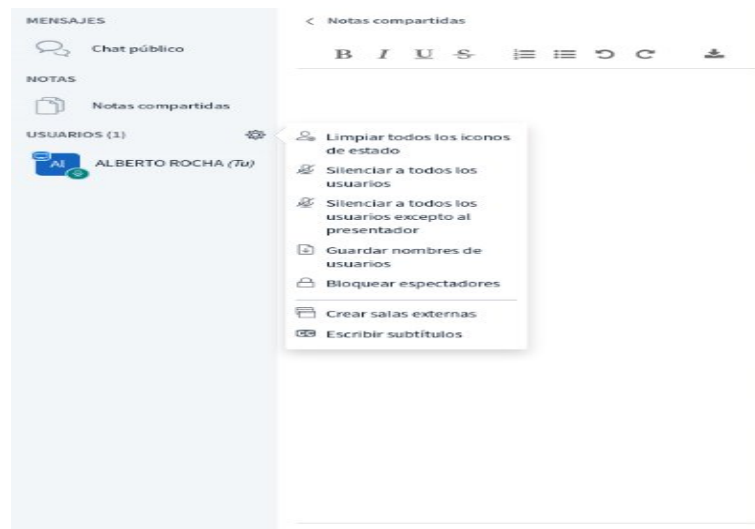 MENSAJES
Chat público
NOTAS
Notas compartidas
USUARIOS (1)
AL
ALBERTO ROCHA (Tu)
Notas compartidas
B I U S
Limpiar todos los iconos
de estado
Silenciar a todos los
usuarios
Silenciar a todos los
usuarios excepto al
presentador
Guardar nombres de
usuarios
Bloquear espectadores
Crear salas externas
CC Escribir subtítulos